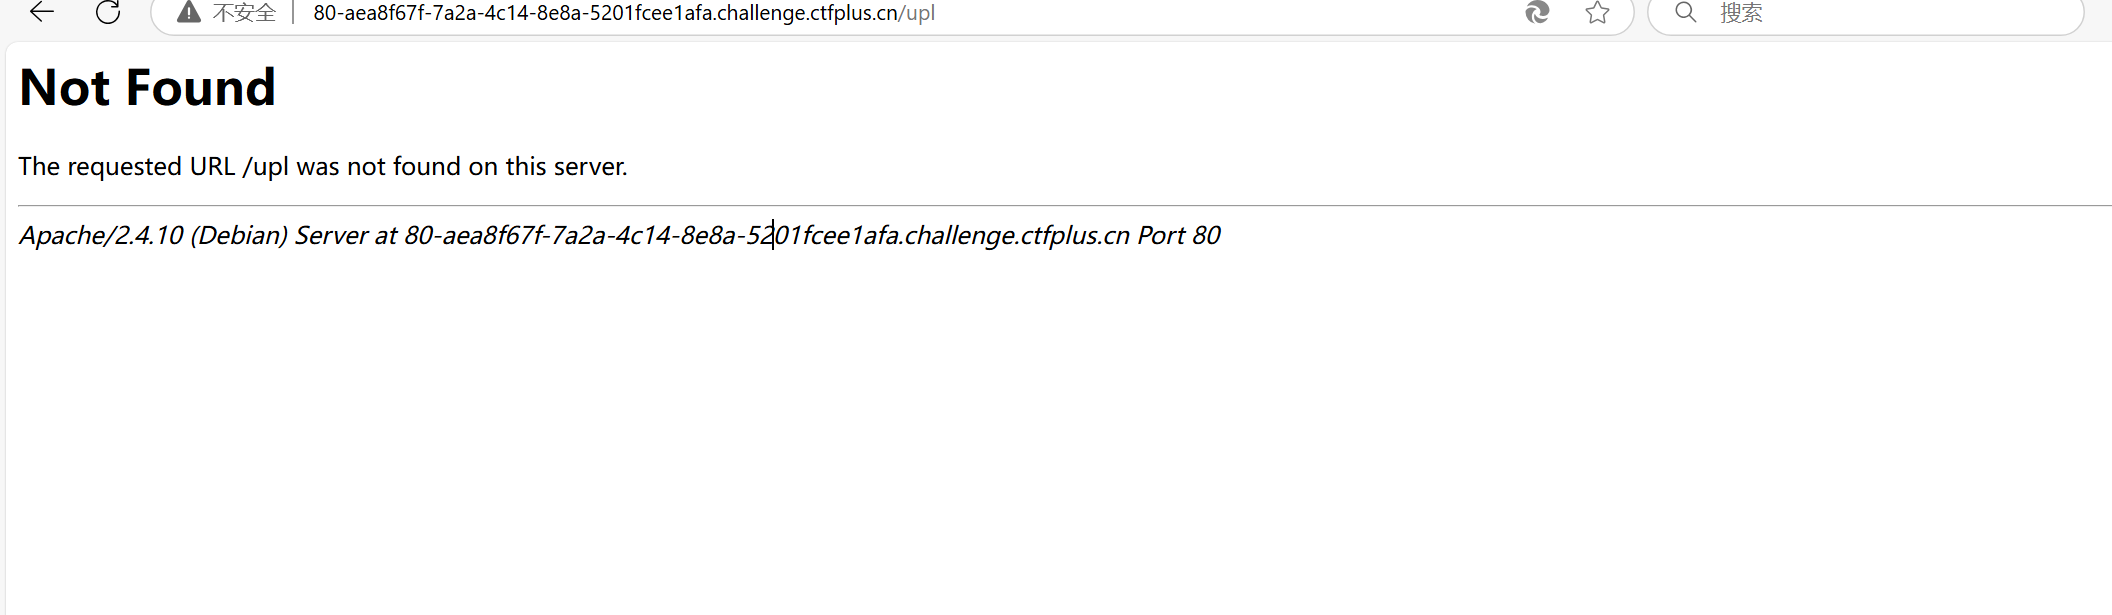 不安全 80-aea8f67f-7a2a-4c14-8e8a-5201fcee1afa.challenge.ctfplus.cn/upl 搜索
Not Found
The requested URL /upl was not found on this server.
Apache/2.4.10 (Debian) Server at 80-aea8f67f-7a2a-4c14-8e8a-5201fcee1afa.challenge.ctfplus.cn Port 80